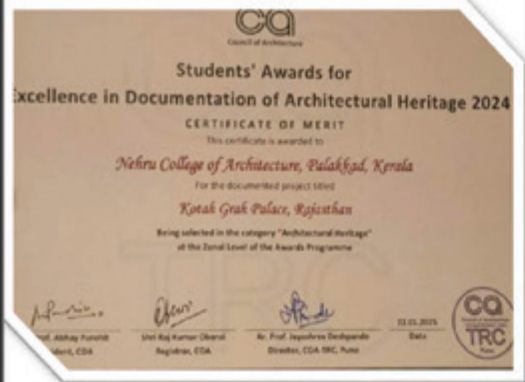 CA
Council of Architecture
Students' Awards for
Excellence in Documentation of Architectural Heritage 2024
CERTIFICATE OF MERIT
This certificate is awarded to
Nehru College of Architecture, Palakkad, Kerala
For the documented project titled
Kotah Grah Palace, Rajasthan
Being selected in the category "Architectural Heritage"
at the Zonal Level of the Awards Programme
Prof. Abhay Purohit
President, COA
Shri Raj Kumar Oberoi
Registrar, COA
Ar. Prof. Jayashree Deshpande
Director, COA TRC, Pune
Date
CA
TRC
Pune